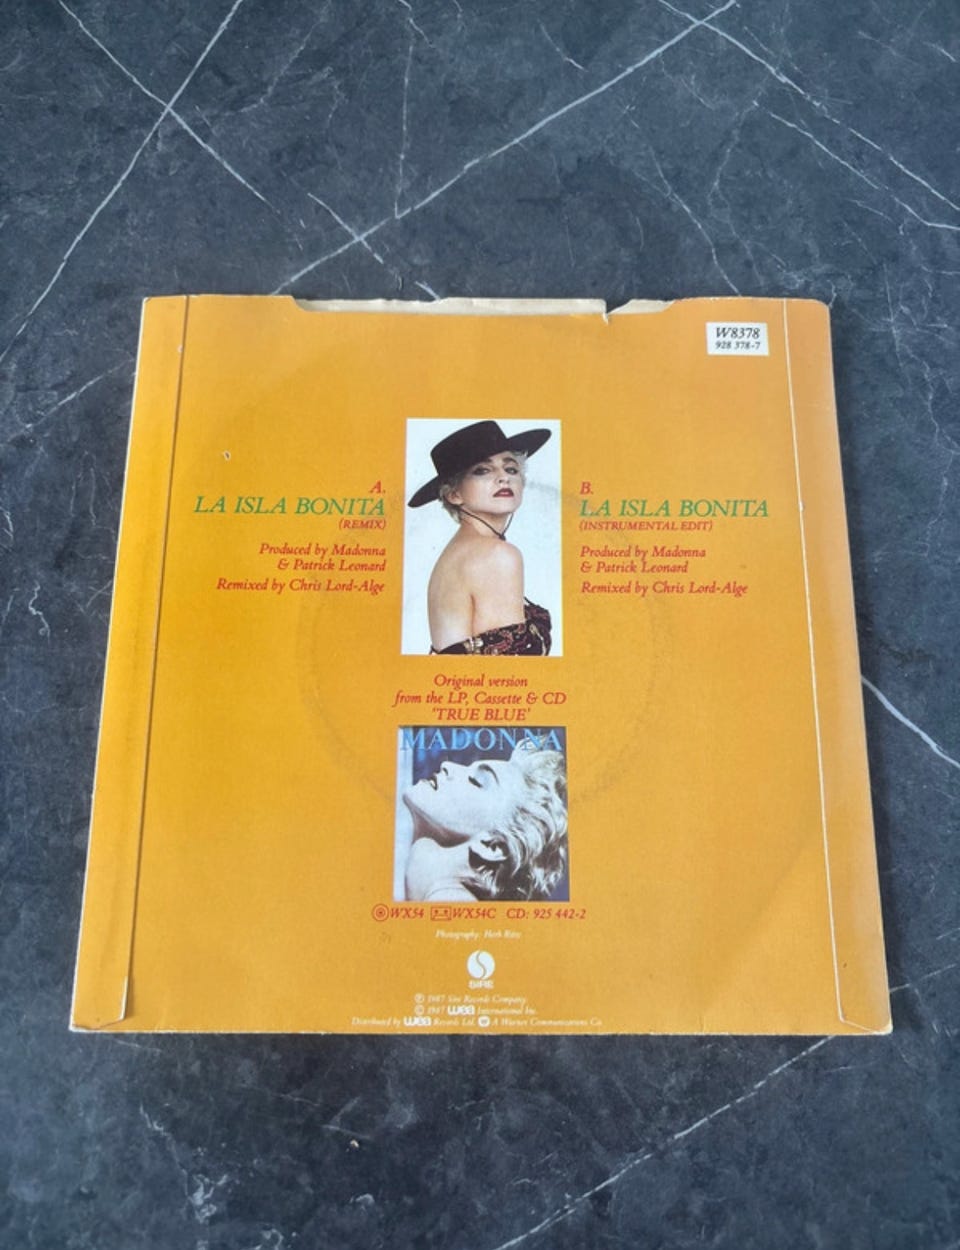 W8378
928 378-7
A.
LA ISLA BONITA
(REMIX)
Produced by Madonna
& Patrick Leonard
Remixed by Chris Lord-Alge
B.
LA ISLA BONITA
(INSTRUMENTAL EDIT)
Produced by Madonna
& Patrick Leonard
Remixed by Chris Lord-Alge
Original version
from the LP, Cassette & CD
'TRUE BLUE'
MADONNA
WX54 WX54C CD: 925 442-2
Photography: Herb Ritts
SIRE
℗ 1987 Sire Records Company.
© 1987 wea International Inc.
Distributed by wea Records Ltd. A Warner Communications Co.